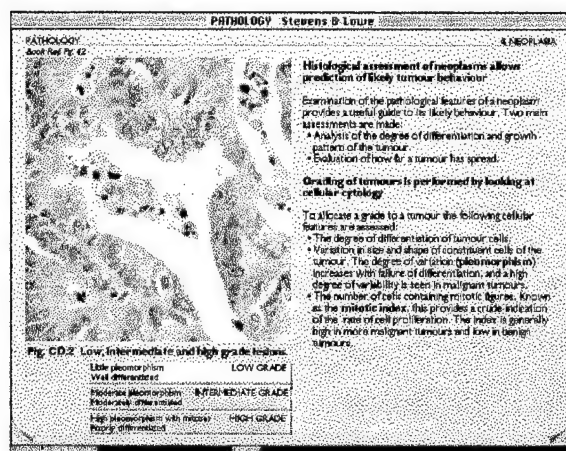 PATHOLOGY Stevens & Lowe
PATHOLOGY
6 NEOPLASIA
Book Ref. Pg. 42
Histological assessment of neoplasms allows
prediction of likely tumour behaviour
Examination of the pathological features of a neoplasm
provides a useful guide to its likely behaviour. Two main
assessments are made:
• Analysis of the degree of differentiation and growth
pattern of the tumour.
• Evaluation of how far a tumour has spread.
Grading of tumours is performed by looking at
cellular cytology
To allocate a grade to a tumour the following cellular
features are assessed:
• The degree of differentiation of tumour cells.
• Variation in size and shape of constituent cells of the
tumour. The degree of variation (pleomorphism)
increases with failure of differentiation, and a high
degree of variability is seen in malignant tumours.
• The number of cells containing mitotic figures. Known
as the mitotic index, this provides a crude indication
of the rate of cell proliferation. The index is generally
high in more malignant tumours and low in benign
tumours.
Fig. CD.2 Low, intermediate and high grade lesions.
Little pleomorphism LOW GRADE
Well differentiated
Moderate pleomorphism INTERMEDIATE GRADE
Moderately differentiated
High pleomorphism with mitoses HIGH GRADE
Poorly differentiated